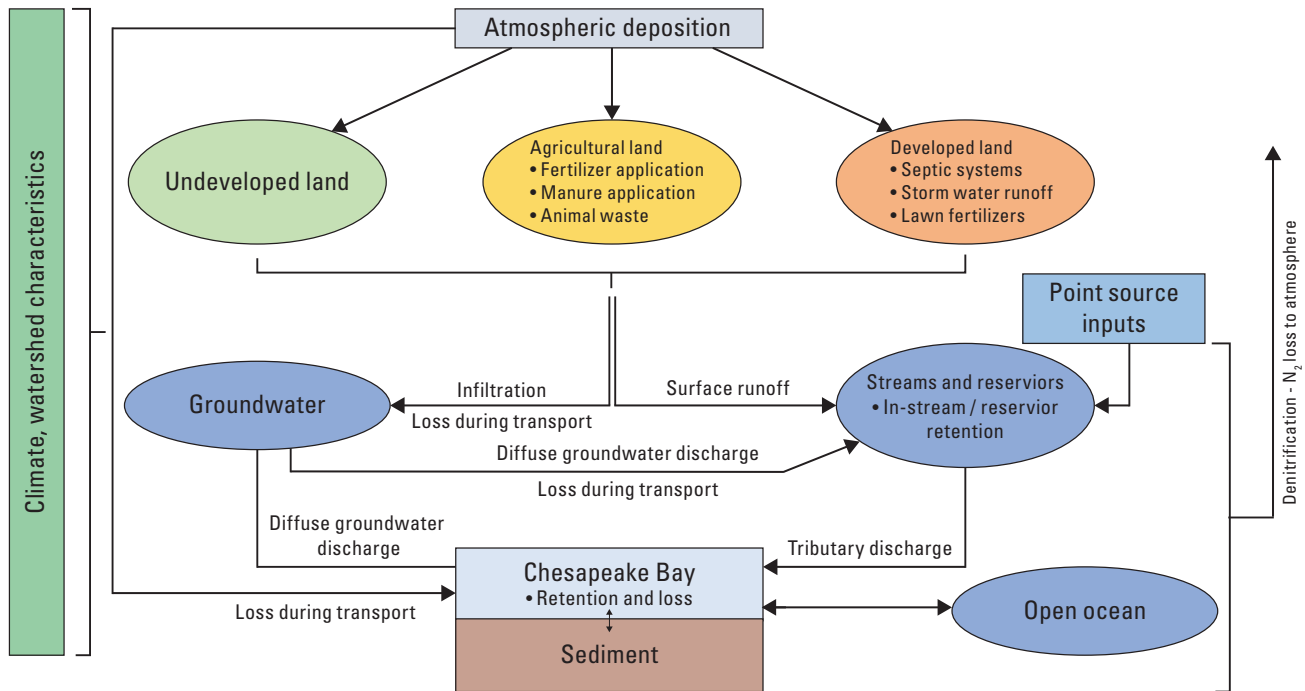 Climate, watershed characteristics
Atmospheric deposition
Undeveloped land
Agricultural land
• Fertilizer application
• Manure application
• Animal waste
Developed land
• Septic systems
• Storm water runoff
• Lawn fertilizers
Point source
inputs
Denitrification - N₂ loss to atmosphere
Groundwater
Infiltration
Loss during transport
Surface runoff
Streams and reserviors
• In-stream / reservior
retention
Diffuse groundwater discharge
Loss during transport
Diffuse groundwater
discharge
Tributary discharge
Loss during transport
Chesapeake Bay
• Retention and loss
Sediment
Open ocean